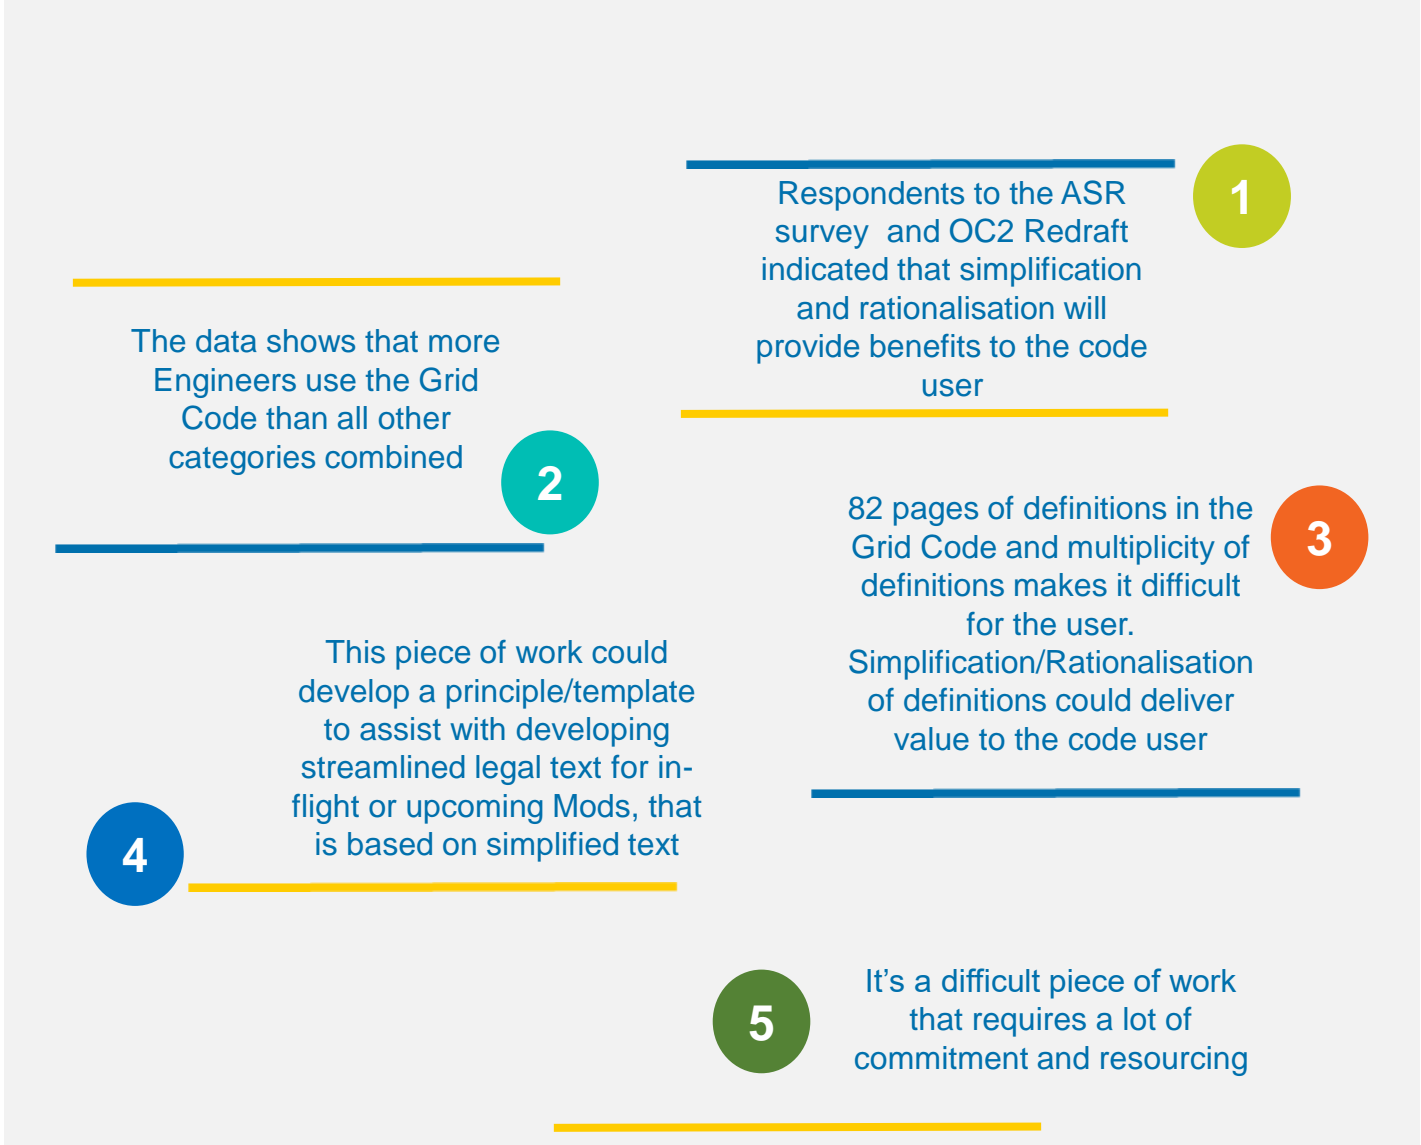 1
Respondents to the ASR
survey  and OC2 Redraft
indicated that simplification
and rationalisation will
provide benefits to the code
user
The data shows that more
Engineers use the Grid
Code than all other
categories combined
2
82 pages of definitions in the
Grid Code and multiplicity of
definitions makes it difficult
for the user.
Simplification/Rationalisation
of definitions could deliver
value to the code user
3
This piece of work could
develop a principle/template
to assist with developing
streamlined legal text for in-
flight or upcoming Mods, that
is based on simplified text
4
5
It’s a difficult piece of work
that requires a lot of
commitment and resourcing